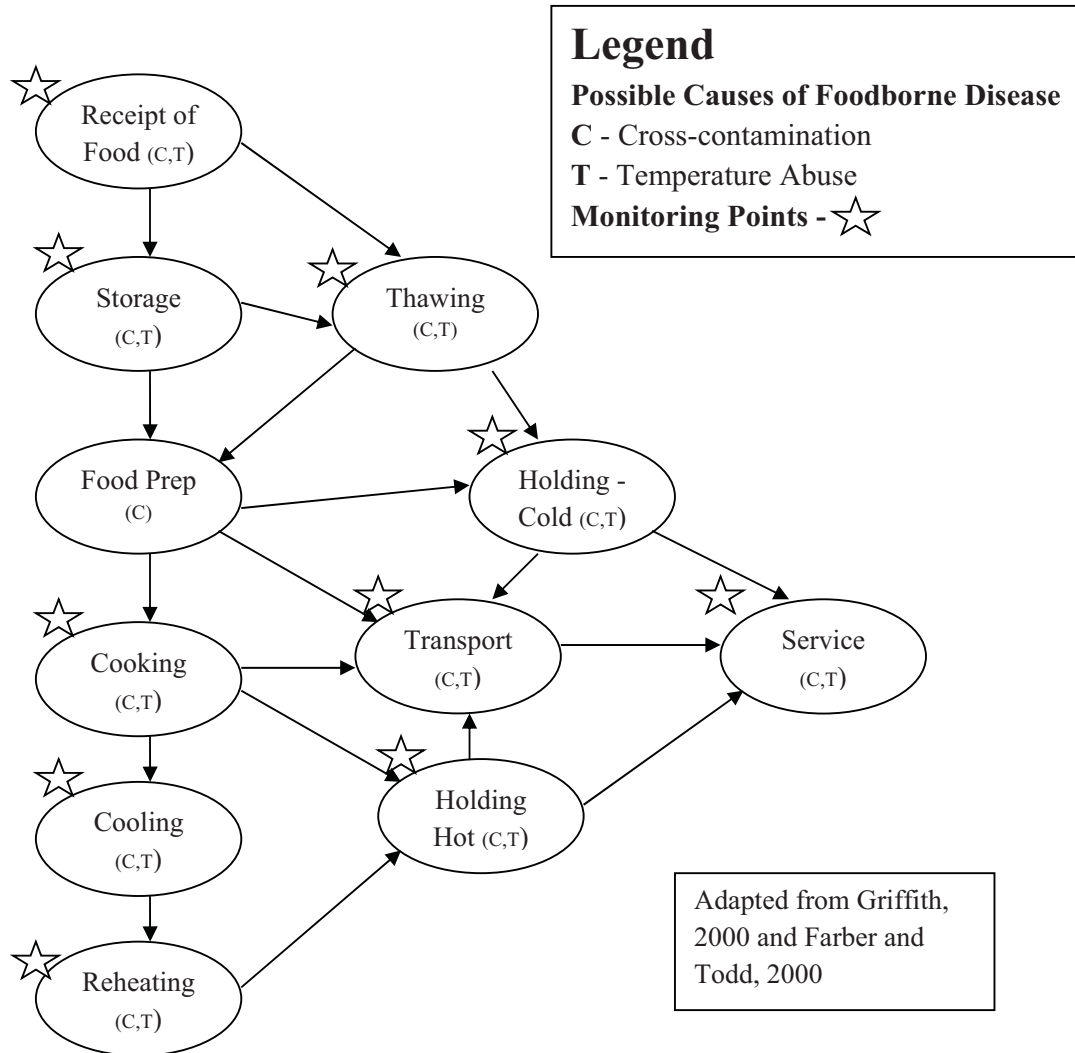 Legend
Possible Causes of Foodborne Disease
C - Cross-contamination
T - Temperature Abuse
Monitoring Points -
Receipt of
Food (C,T)
Storage
(C,T)
Thawing
(C,T)
Food Prep
(C)
Holding -
Cold (C,T)
Cooking
(C,T)
Transport
(C,T)
Service
(C,T)
Cooling
(C,T)
Holding
Hot (C,T)
Reheating
(C,T)
Adapted from Griffith,
2000 and Farber and
Todd, 2000